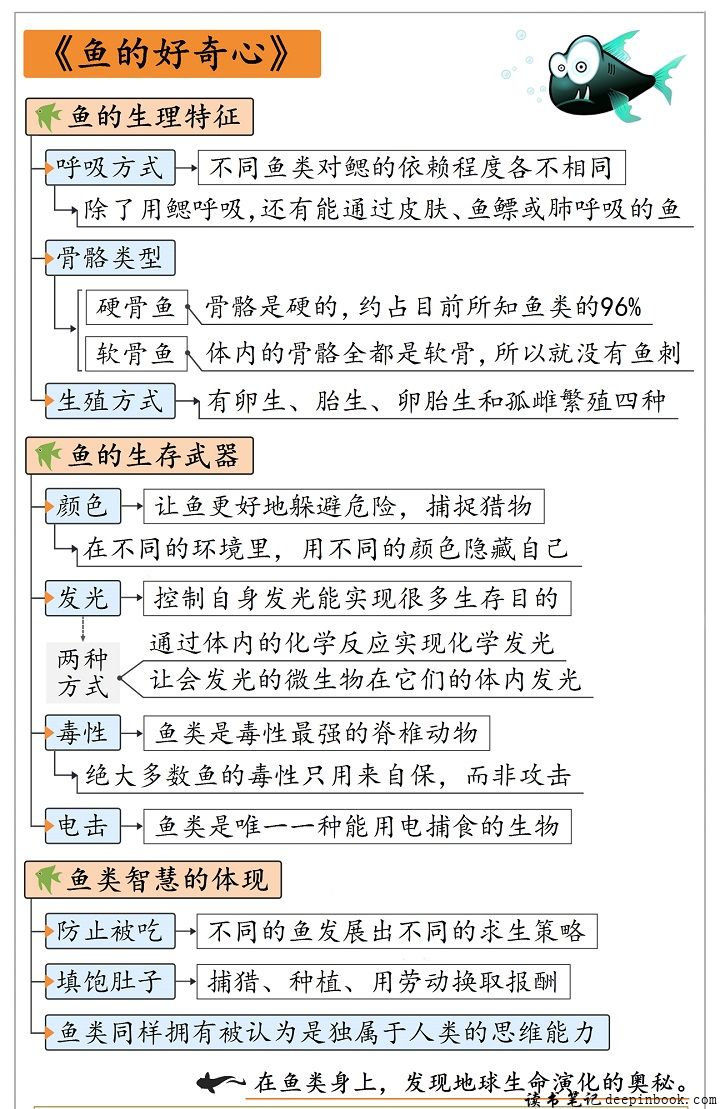 《鱼的好奇心》
鱼的生理特征
呼吸方式 不同鱼类对鳃的依赖程度各不相同
除了用鳃呼吸,还有能通过皮肤、鱼鳔或肺呼吸的鱼
骨骼类型
硬骨鱼 骨骼是硬的,约占目前所知鱼类的96%
软骨鱼 体内的骨骼全都是软骨,所以就没有鱼刺
生殖方式 有卵生、胎生、卵胎生和孤雌繁殖四种
鱼的生存武器
颜色 让鱼更好地躲避危险，捕捉猎物
在不同的环境里，用不同的颜色隐藏自己
发光 控制自身发光能实现很多生存目的
两种方式
通过体内的化学反应实现化学发光
让会发光的微生物在它们的体内发光
毒性 鱼类是毒性最强的脊椎动物
绝大多数鱼的毒性只用来自保，而非攻击
电击 鱼类是唯一一种能用电捕食的生物
鱼类智慧的体现
防止被吃 不同的鱼发展出不同的求生策略
填饱肚子 捕猎、种植、用劳动换取报酬
鱼类同样拥有被认为是独属于人类的思维能力
在鱼类身上，发现地球生命演化的奥秘。
读书笔记 deepinbook.com